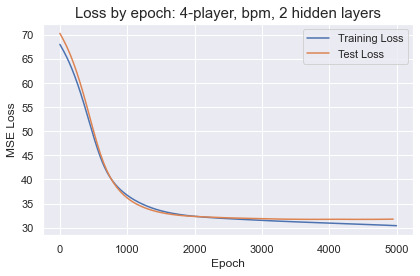 Loss by epoch: 4-player, bpm, 2 hidden layers
Training Loss
Test Loss
70
65
60
55
50
45
40
35
30
MSE Loss
0 1000 2000 3000 4000 5000
Epoch